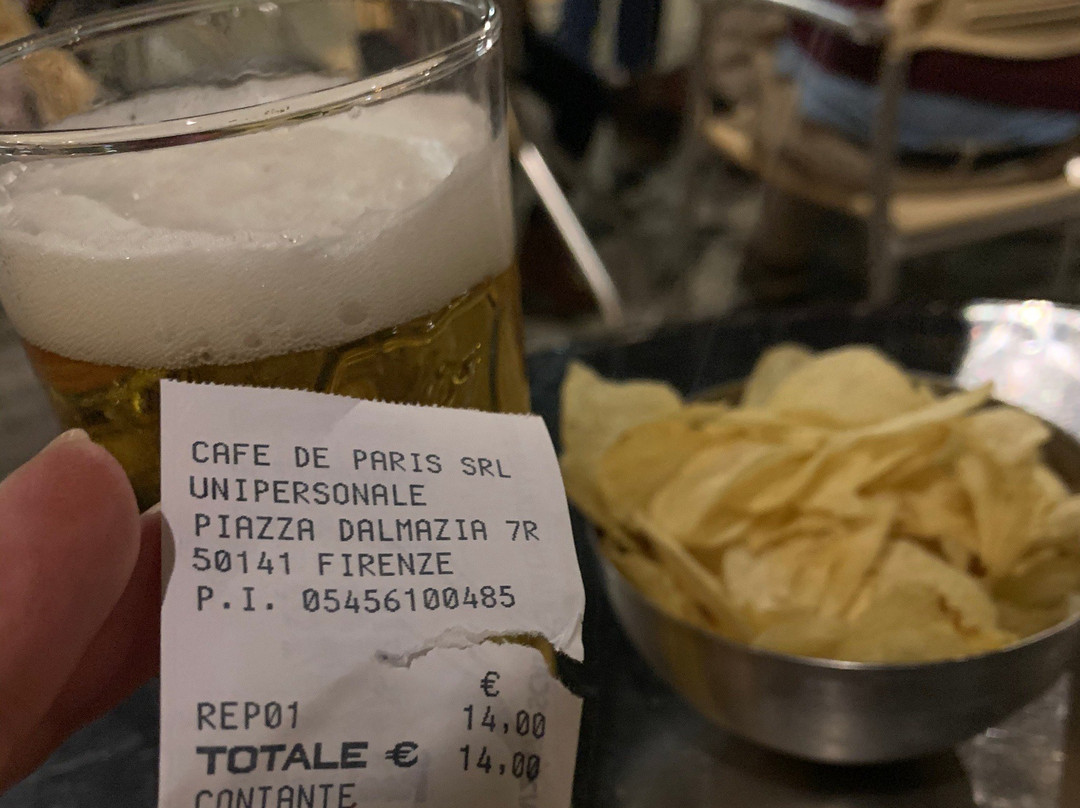 CAFE DE PARIS SRL
UNIPERSONALE
PIAZZA DALMAZIA 7R
50141 FIRENZE
P.I. 05456100485
€
REP01 14,00
TOTALE € 14,00
CONTANTE